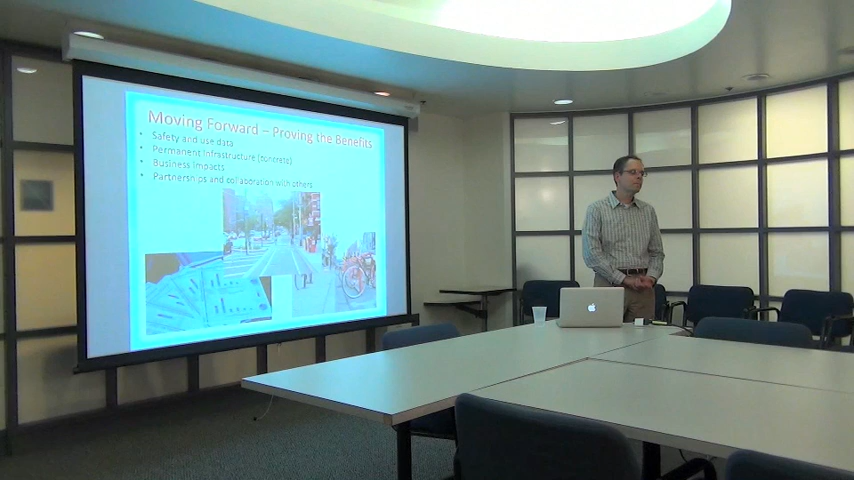 Moving Forward – Proving the Benefits
• Safety and use data
• Permanent Infrastructure (concrete)
• Business Impacts
• Partnerships and collaboration with others